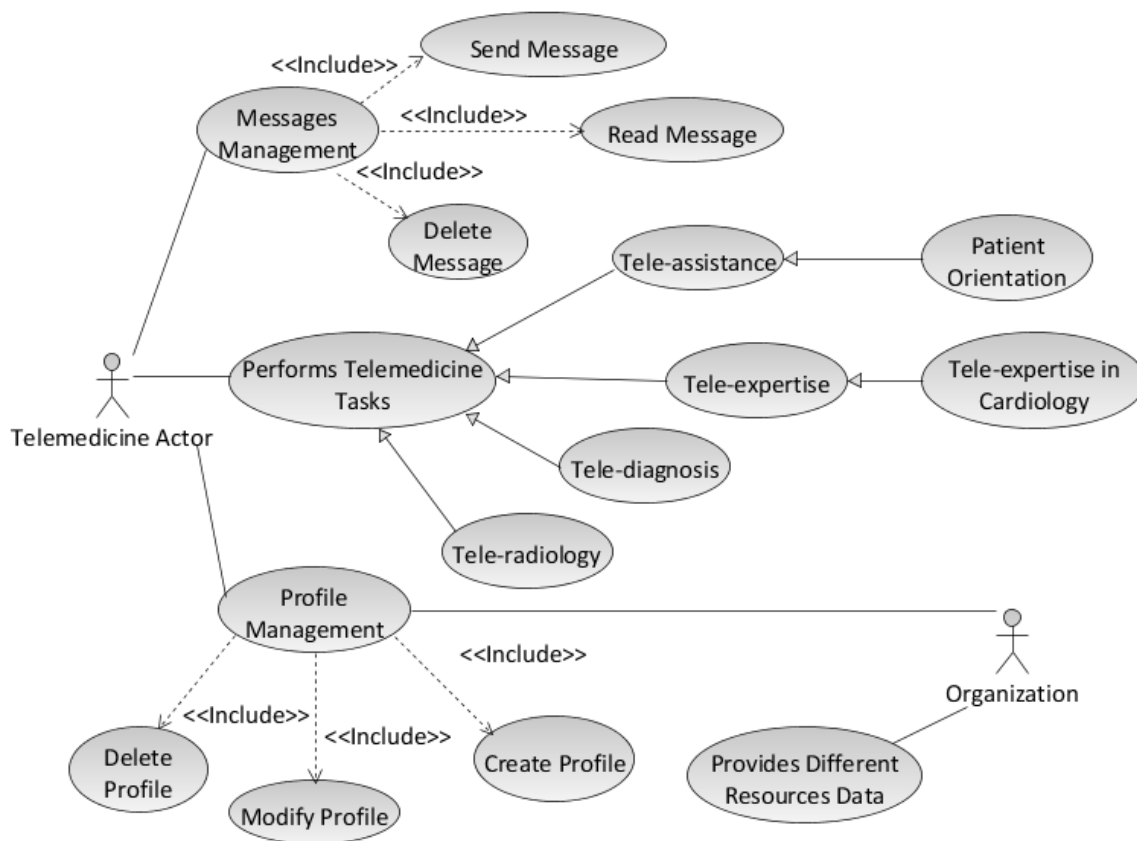 Send Message
<<Include>>
Messages
Management
<<Include>>
Read Message
<<Include>>
Delete
Message
Tele-assistance
Patient
Orientation
Performs Telemedicine
Tasks
Tele-expertise
Tele-expertise in
Cardiology
Telemedicine Actor
Tele-diagnosis
Tele-radiology
Profile
Management
<<Include>>
Organization
<<Include>>
<<Include>>
Delete
Profile
Modify Profile
Create Profile
Provides Different
Resources Data